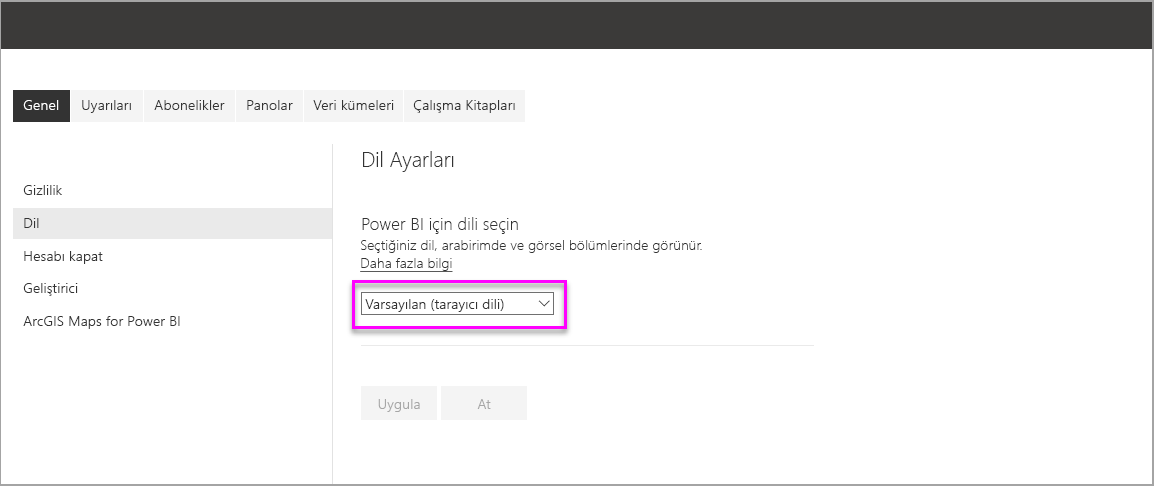 Genel
Uyarıları
Abonelikler
Panolar
Veri kümeleri
Çalışma Kitapları
Gizlilik
Dil
Hesabı kapat
Geliştirici
ArcGIS Maps for Power BI
Dil Ayarları
Power BI için dili seçin
Seçtiğiniz dil, arabirimde ve görsel bölümlerinde görünür.
Daha fazla bilgi
Varsayılan (tarayıcı dili)
Uygula
At